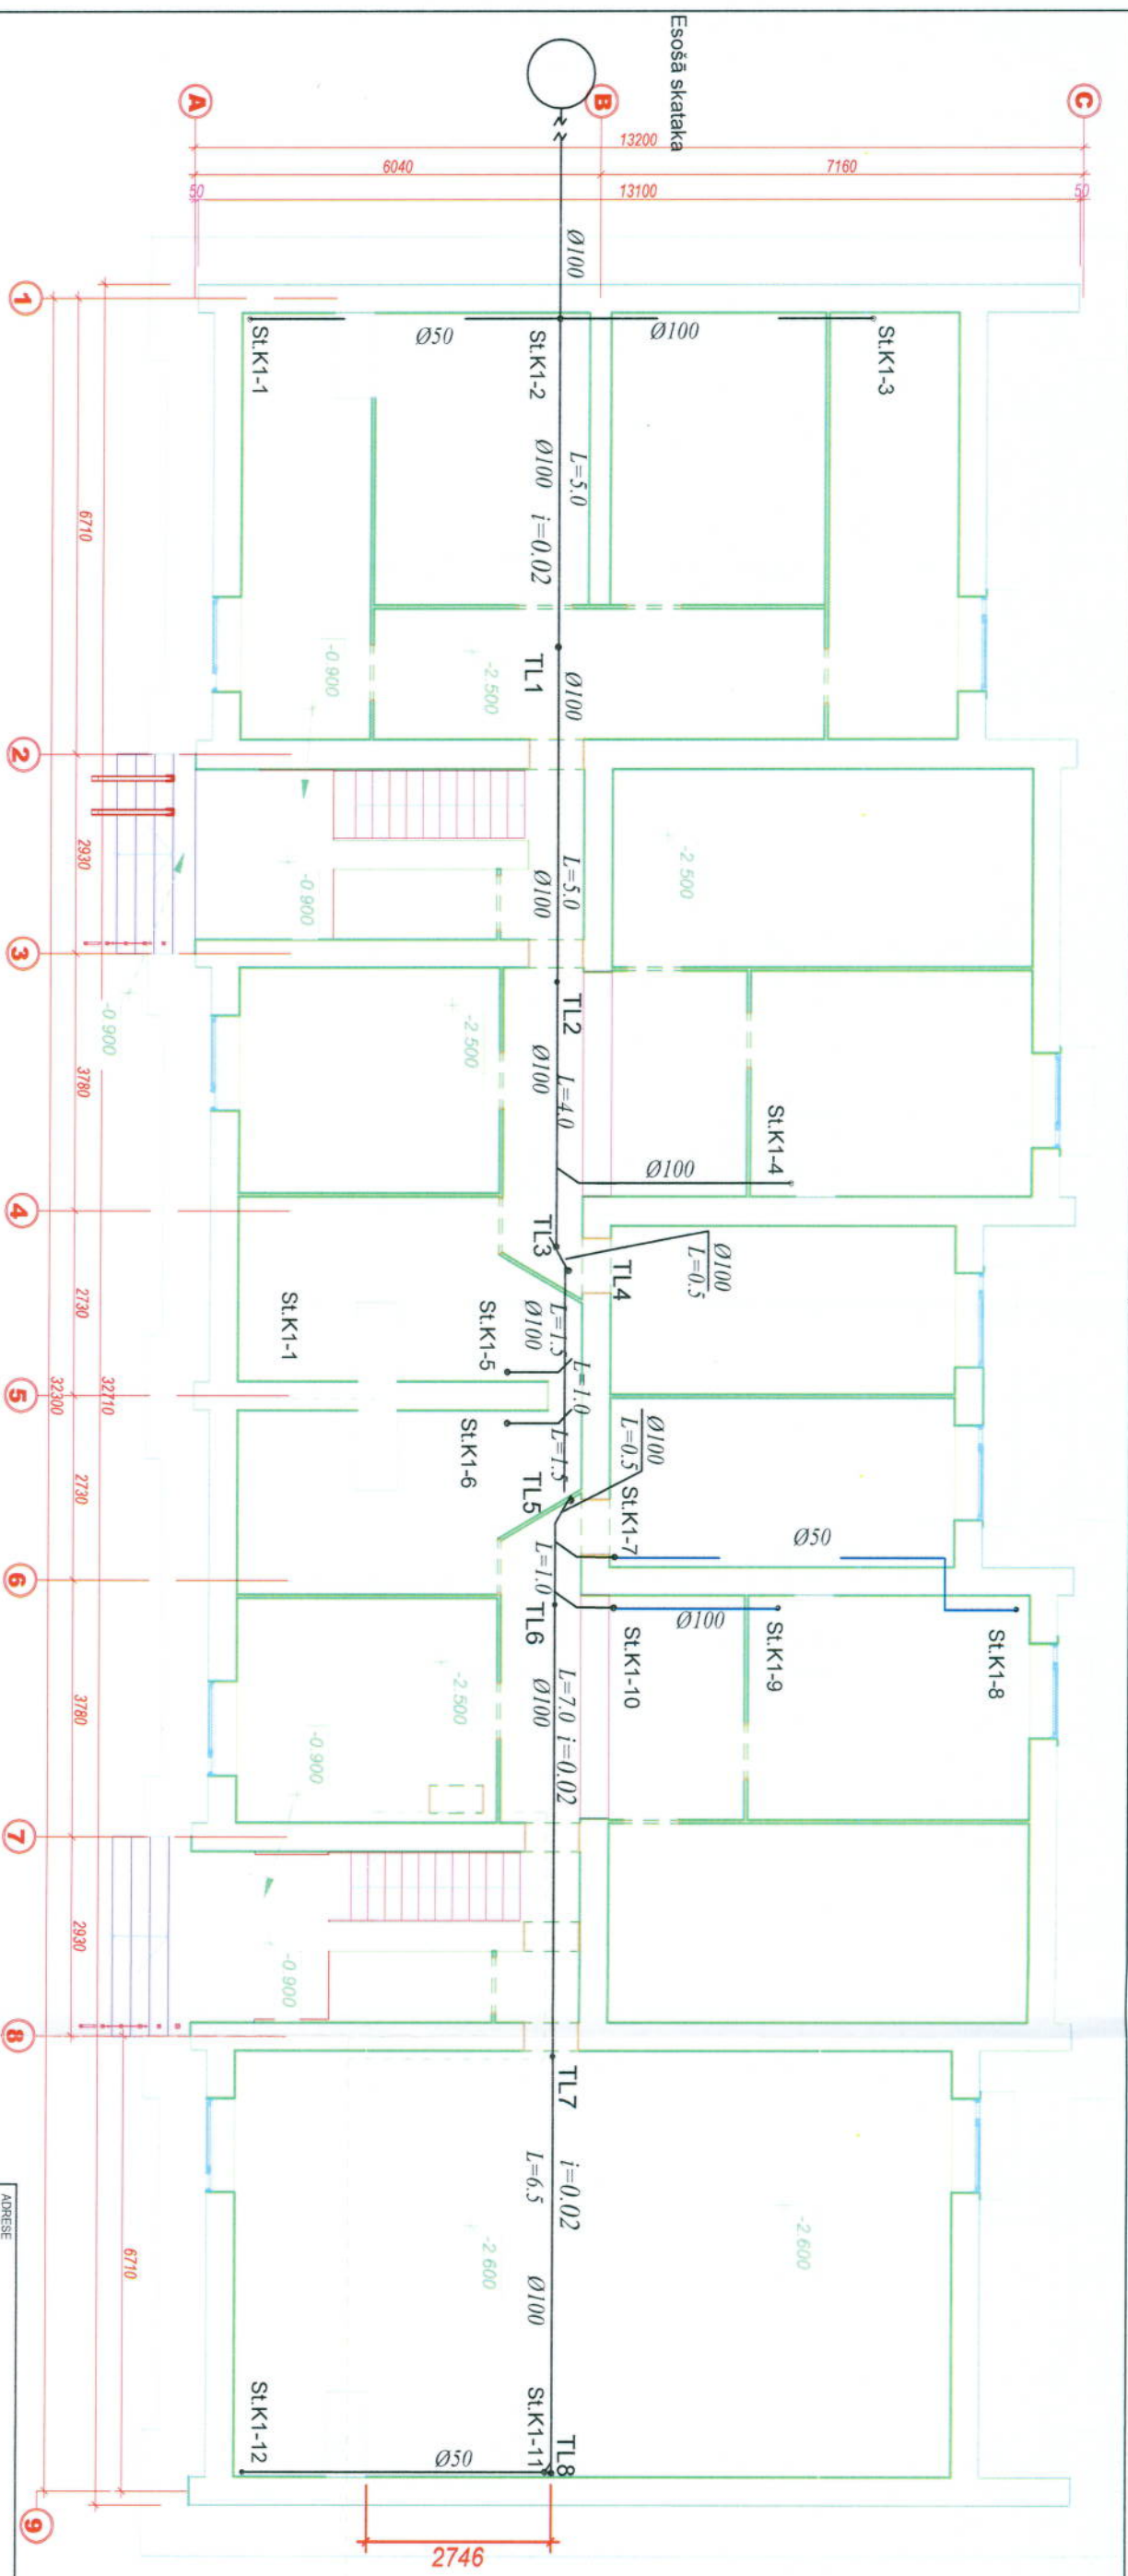 Esošā skataka
C
B
A
13200
6040
7160
50
13100
50
Ø100
1
St.K1-1
Ø50
St.K1-2
Ø100
St.K1-3
L=5.0
Ø100 i=0.02
6710
TL1
Ø100
-0.900
-2.500
2
2930
-0.900
-2.500
L=5.0
Ø100
3
-0.900
3780
-2.500
TL2
L=4.0
Ø100
St.K1-4
Ø100
4
TL3
TL4
Ø100
L=0.5
2730
St.K1-1
St.K1-5
L=1.5
Ø100
L=1.0
5
32710
32300
St.K1-6
L=1.5
Ø100
L=0.5
2730
TL5
St.K1-7
Ø50
6
L=1.0
TL6
St.K1-10
Ø100
St.K1-9
St.K1-8
3780
-2.500
-0.900
L=7.0 i=0.02
Ø100
7
2930
-0.900
8
TL7
i=0.02
L=6.5
Ø100
-2.600
-2.600
6710
St.K1-12
Ø50
St.K1-11
TL8
9
2746
ADRESE